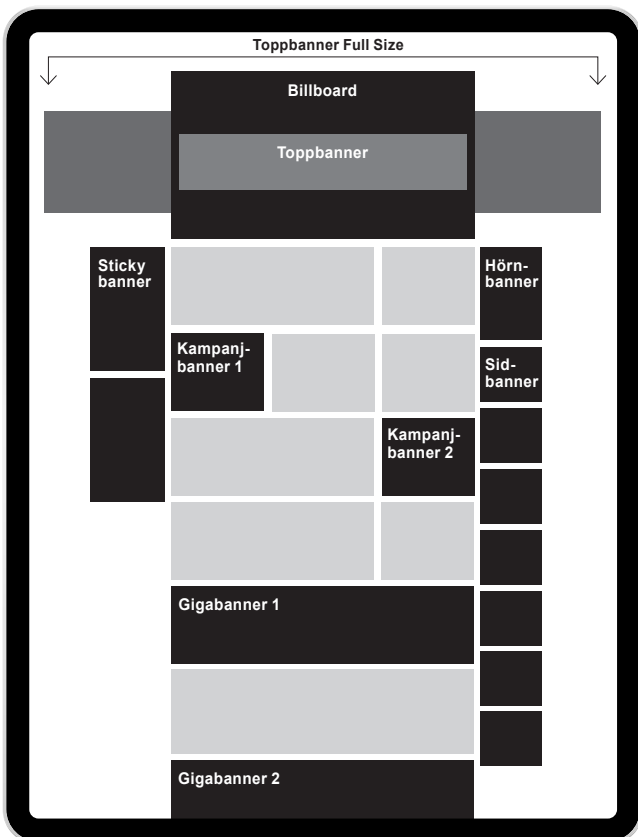 Toppbanner Full Size
Billboard
Toppbanner
Sticky
banner
Hörn-
banner
Kampanj-
banner 1
Sid-
banner
Kampanj-
banner 2
Gigabanner 1
Gigabanner 2